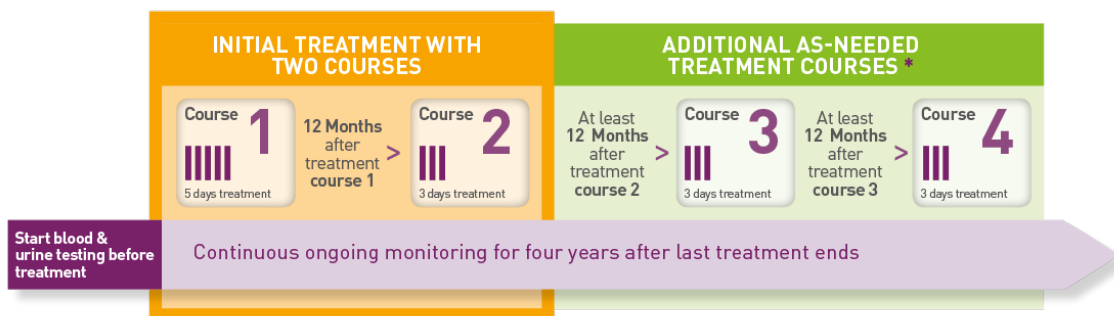 INITIAL TREATMENT WITH
TWO COURSES
Course 1
5 days treatment
12 Months
after
treatment
course 1
>
Course 2
3 days treatment
ADDITIONAL AS-NEEDED
TREATMENT COURSES *
At least
12 Months
after
treatment
course 2
>
Course 3
3 days treatment
At least
12 Months
after
treatment
course 3
>
Course 4
3 days treatment
Start blood &
urine testing before
treatment
Continuous ongoing monitoring for four years after last treatment ends